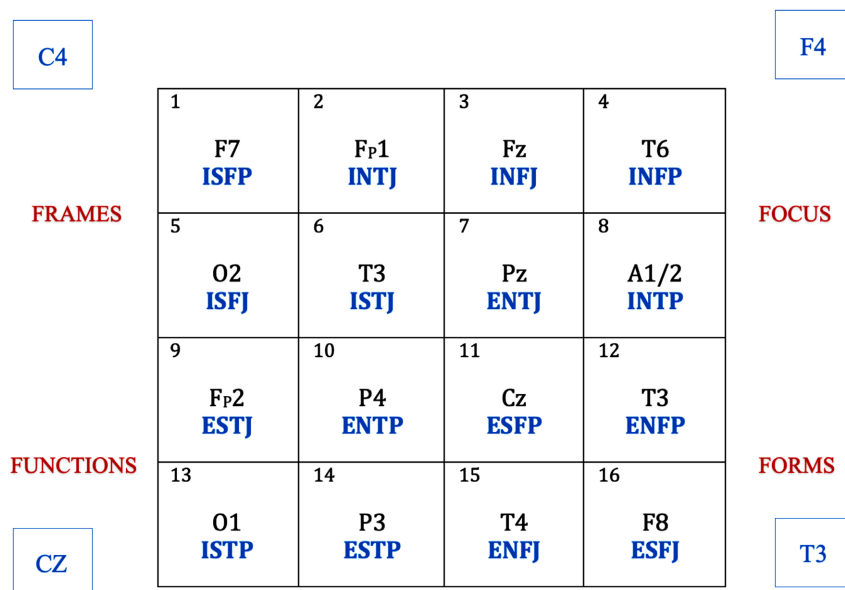 C4
F4
1
2
3
4
F7
Fp1
Fz
T6
ISFP
INTJ
INFJ
INFP
FRAMES
FOCUS
5
6
7
8
O2
T3
Pz
A1/2
ISFJ
ISTJ
ENTJ
INTP
9
10
11
12
Fp2
P4
Cz
T3
ESTJ
ENTP
ESFP
ENFP
FUNCTIONS
FORMS
13
14
15
16
O1
P3
T4
F8
ISTP
ESTP
ENFJ
ESFJ
CZ
T3